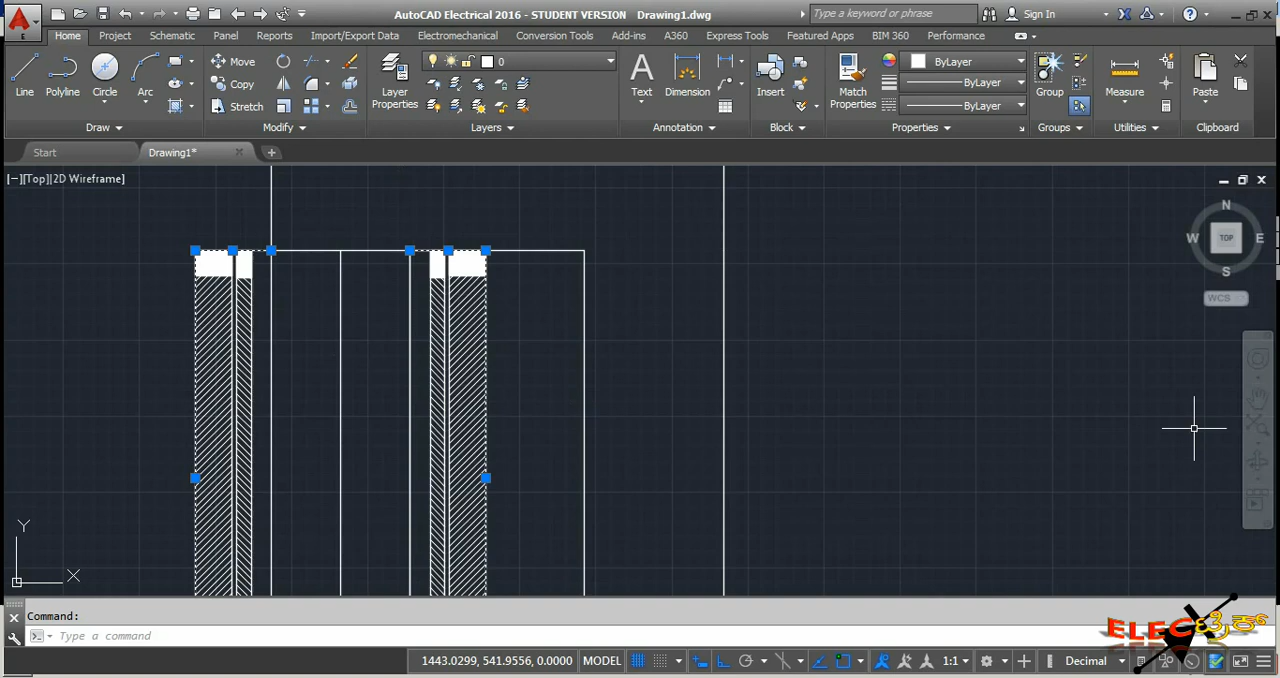 AutoCAD Electrical 2016 - STUDENT VERSION Drawing1.dwg
Type a keyword or phrase
Sign In
Home Project Schematic Panel Reports Import/Export Data Electromechanical Conversion Tools Add-ins A360 Express Tools Featured Apps BIM 360 Performance
Line Polyline Circle Arc
Move
Copy
Stretch
Layer Properties
0
Text Dimension
Insert
Match Properties
ByLayer
ByLayer
ByLayer
Group
Measure
Paste
Draw Modify Layers Annotation Block Properties Groups Utilities Clipboard
Start Drawing1* +
[−][Top][2D Wireframe]
N
W TOP E
S
WCS
Y
X
Command:
Type a command
1443.0299, 541.9556, 0.0000 MODEL 1:1 Decimal